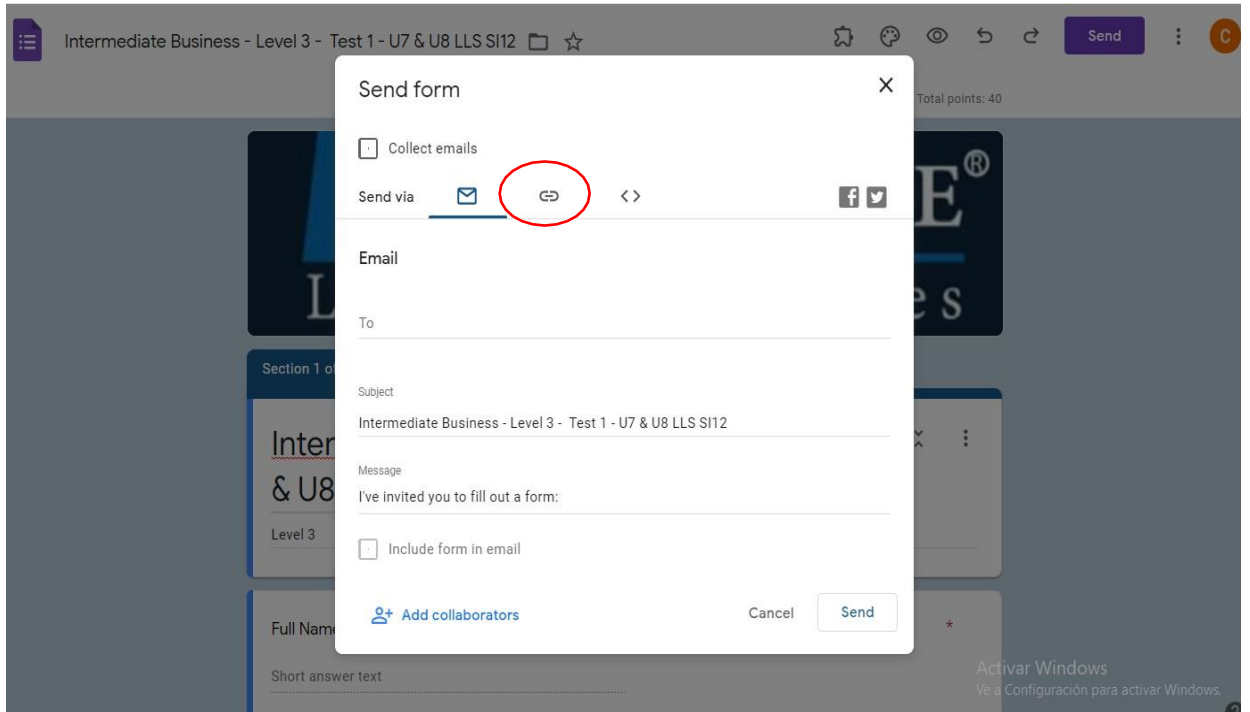 Intermediate Business - Level 3 - Test 1 - U7 & U8 LLS SI12
Send
C
Send form
Total points: 40
Collect emails
Send via
E®
Email
L
e s
To
Section 1 of
Subject
Intermediate Business - Level 3 - Test 1 - U7 & U8 LLS SI12
Inter
& U8
Message
I've invited you to fill out a form:
Level 3
Include form in email
Add collaborators
Cancel
Send
Full Name
*
Short answer text
Activar Windows
Ve a Configuración para activar Windows.